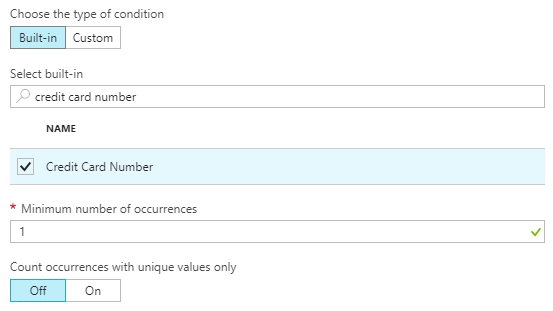 Choose the type of condition
Built-in Custom
Select built-in
credit card number
NAME
Credit Card Number
* Minimum number of occurrences
1
Count occurrences with unique values only
Off On